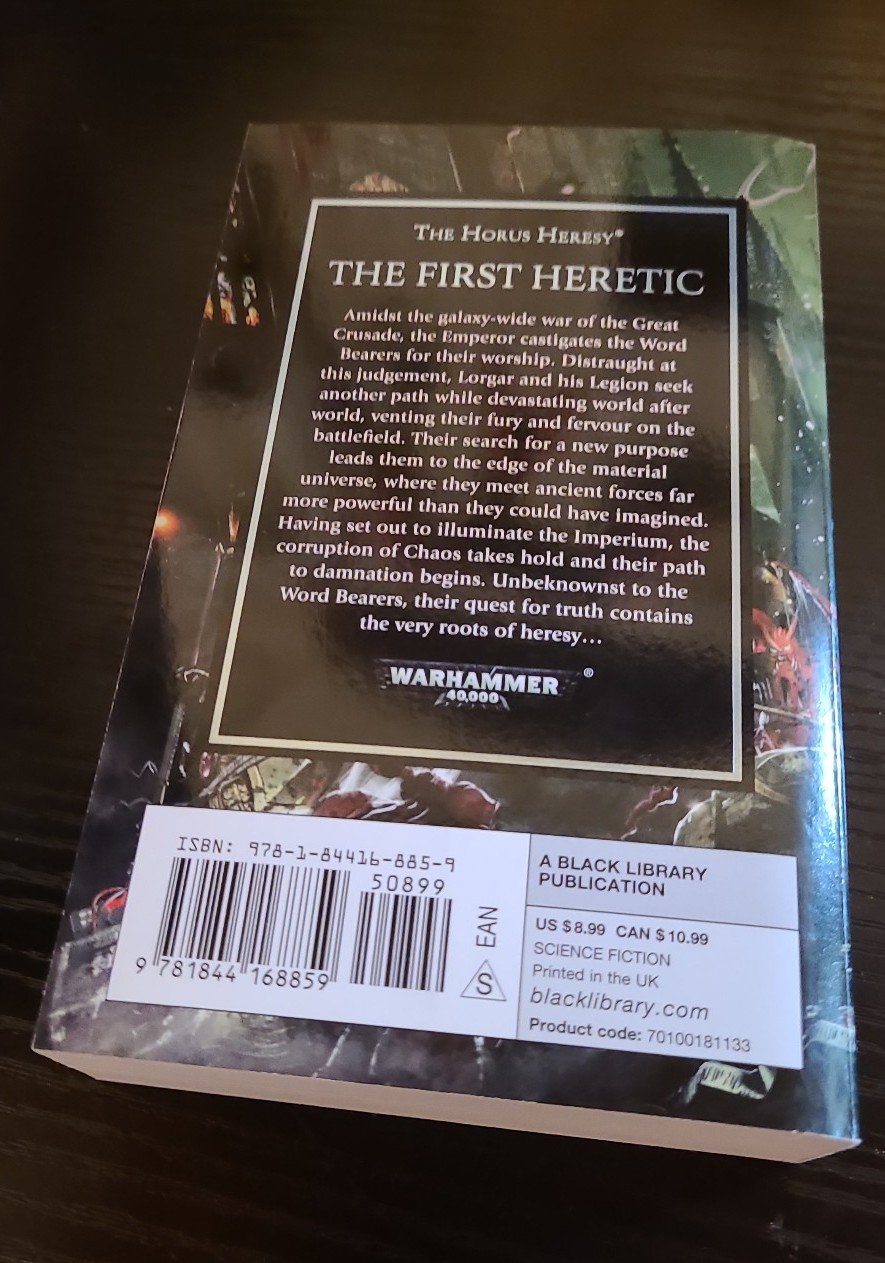 THE HORUS HERESY®
THE FIRST HERETIC
Amidst the galaxy-wide war of the Great
Crusade, the Emperor castigates the Word
Bearers for their worship. Distraught at
this judgement, Lorgar and his Legion seek
another path while devastating world after
world, venting their fury and fervour on the
battlefield. Their search for a new purpose
leads them to the edge of the material
universe, where they meet ancient forces far
more powerful than they could have imagined.
Having set out to illuminate the Imperium, the
corruption of Chaos takes hold and their path
to damnation begins. Unbeknownst to the
Word Bearers, their quest for truth contains
the very roots of heresy...
WARHAMMER ®
40,000
ISBN: 978-1-84416-885-9
50899
9 781844 168859
EAN
S
A BLACK LIBRARY
PUBLICATION
US $8.99 CAN $10.99
SCIENCE FICTION
Printed in the UK
blacklibrary.com
Product code: 70100181133